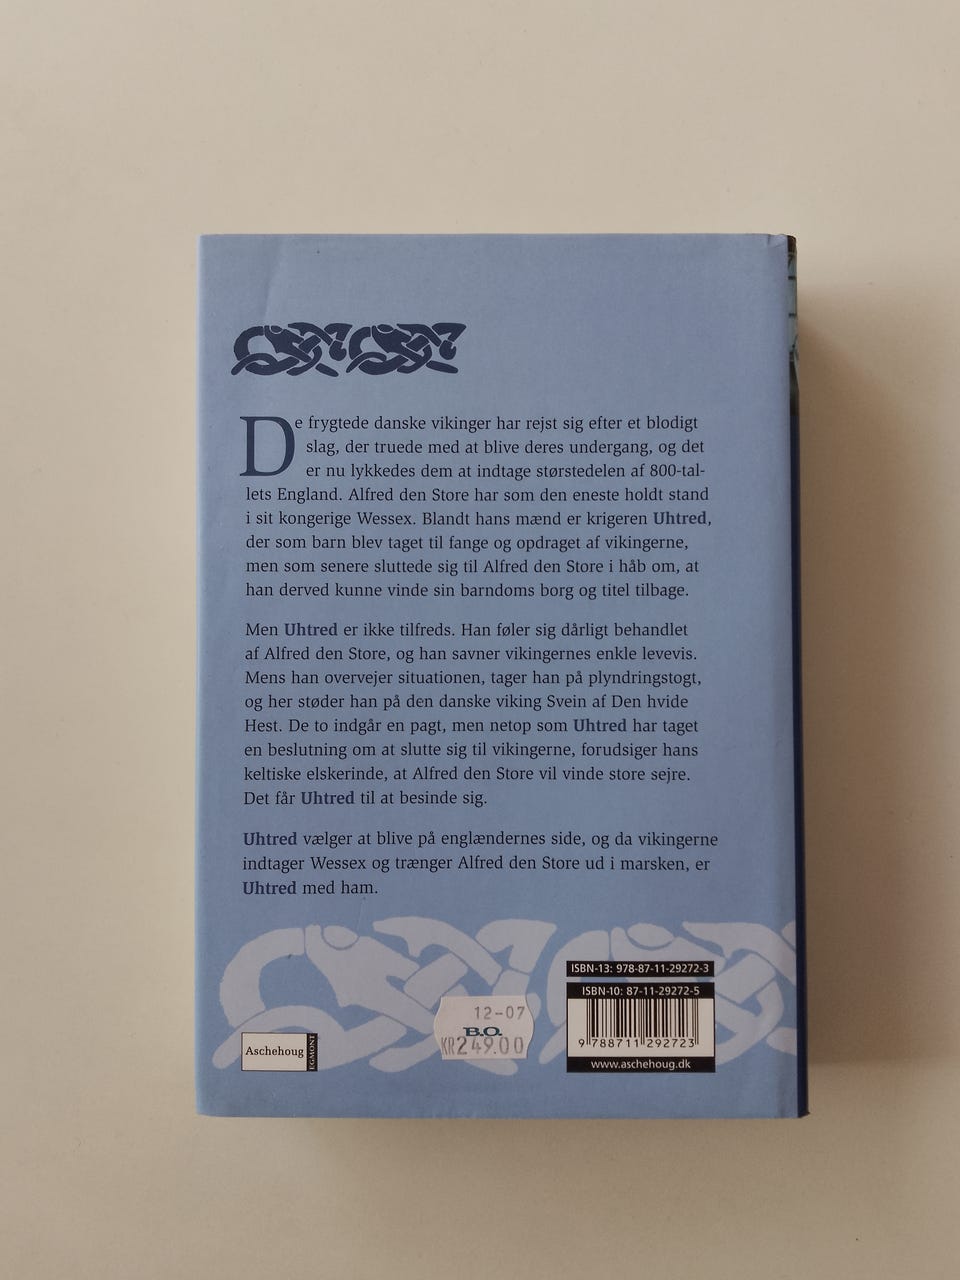 De frygtede danske vikinger har rejst sig efter et blodigt
slag, der truede med at blive deres undergang, og det
er nu lykkedes dem at indtage størstedelen af 800-tal-
lets England. Alfred den Store har som den eneste holdt stand
i sit kongerige Wessex. Blandt hans mænd er krigeren Uhtred,
der som barn blev taget til fange og opdraget af vikingerne,
men som senere sluttede sig til Alfred den Store i håb om, at
han derved kunne vinde sin barndoms borg og titel tilbage.
Men Uhtred er ikke tilfreds. Han føler sig dårligt behandlet
af Alfred den Store, og han savner vikingernes enkle levevis.
Mens han overvejer situationen, tager han på plyndringstogt,
og her støder han på den danske viking Svein af Den hvide
Hest. De to indgår en pagt, men netop som Uhtred har taget
en beslutning om at slutte sig til vikingerne, forudsiger hans
keltiske elskerinde, at Alfred den Store vil vinde store sejre.
Det får Uhtred til at besinde sig.
Uhtred vælger at blive på englændernes side, og da vikingerne
indtager Wessex og trænger Alfred den Store ud i marsken, er
Uhtred med ham.
ISBN-13: 978-87-11-29272-3
ISBN-10: 87-11-29272-5
9 788711 292723
www.aschehoug.dk
12-07
B.O.
KR249.00
Aschehoug
EGMONT